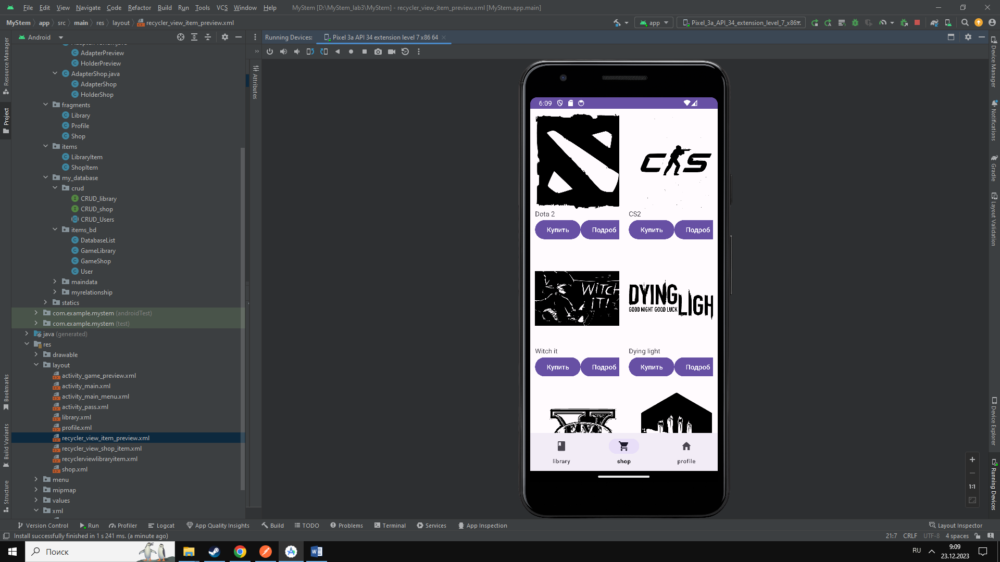 File Edit View Navigate Code Refactor Build Run Tools VCS Window Help MyStem [D:\MyStem_lab3\MyStem] - recycler_view_item_preview.xml [MyStem.app.main]
MyStem app src main res layout recycler_view_item_preview.xml app Pixel_3a_API_34_extension_level_7_x86
Android Running Devices: Pixel 3a API 34 extension level 7 x86 64
AdapterPreview
HolderPreview
AdapterShop.java
AdapterShop
HolderShop
fragments
Library
Profile
Shop
items
LibraryItem
ShopItem
my_database
crud
CRUD_library
CRUD_shop
CRUD_Users
items_bd
DatabaseList
GameLibrary
GameShop
User
maindata
myrelationship
statics
com.example.mystem (androidTest)
com.example.mystem (test)
java (generated)
res
drawable
layout
activity_game_preview.xml
activity_main.xml
activity_main_menu.xml
activity_pass.xml
library.xml
profile.xml
recycler_view_item_preview.xml
recycler_view_shop_item.xml
recyclerviewlibraryitem.xml
shop.xml
menu
mipmap
values
xml
Resource Manager
Project
Bookmarks
Build Variants
Structure
Attributes
6:09
CS
Dota 2 CS2
Купить Подроб Купить Подроб
WiTCH
iT!
DYING LIGH
GOOD NIGHT GOOD LUCK
Witch it Dying light
Купить Подроб Купить Подроб
library shop profile
Device Manager
Notifications
Gradle
Layout Validation
Device Explorer
Running Devices
1:1
Version Control Run Profiler Logcat App Quality Insights Build TODO Problems Terminal Services App Inspection Layout Inspector
Install successfully finished in 1 s 241 ms. (a minute ago) 21:7 CRLF UTF-8 4 spaces
Поиск RU 9:09
23.12.2023